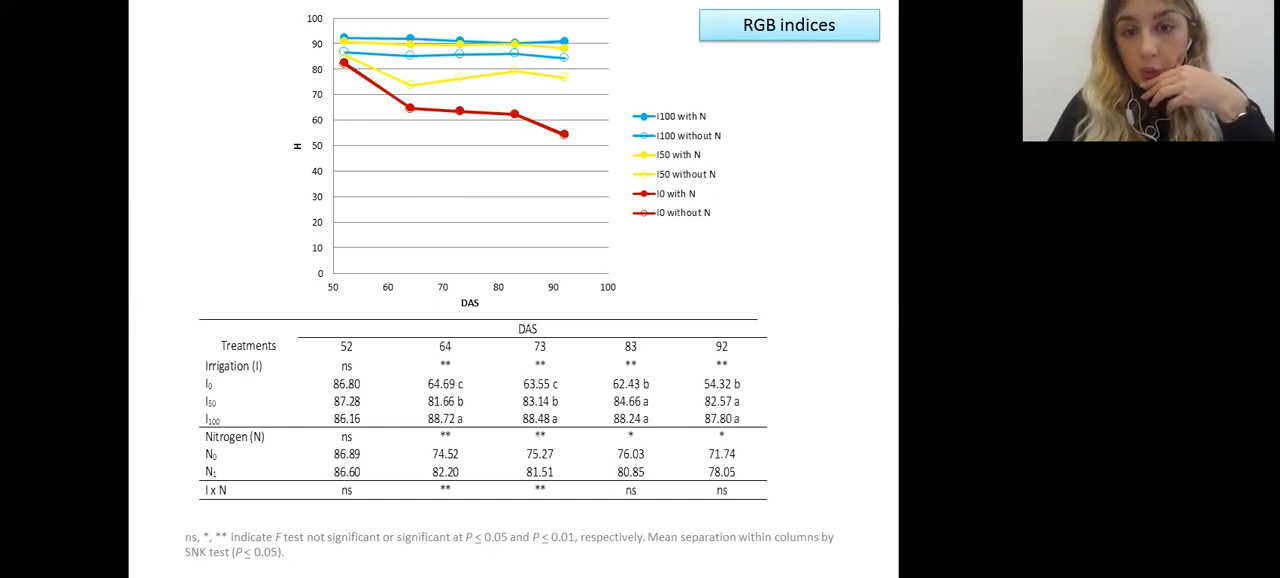 RGB indices
100
90
80
70
60
50
40
30
20
10
0
H
50 60 70 80 90 100
DAS
I100 with N
I100 without N
I50 with N
I50 without N
I0 with N
I0 without N
DAS
Treatments 52 64 73 83 92
Irrigation (I) ns ** ** ** **
I₀ 86.80 64.69 c 63.55 c 62.43 b 54.32 b
I₅₀ 87.28 81.66 b 83.14 b 84.66 a 82.57 a
I₁₀₀ 86.16 88.72 a 88.48 a 88.24 a 87.80 a
Nitrogen (N) ns ** ** * *
N₀ 86.89 74.52 75.27 76.03 71.74
N₁ 86.60 82.20 81.51 80.85 78.05
I x N ns ** ** ns ns
ns, *, ** indicate F test not significant or significant at P ≤ 0.05 and P ≤ 0.01, respectively. Mean separation within columns by
SNK test (P ≤ 0.05).